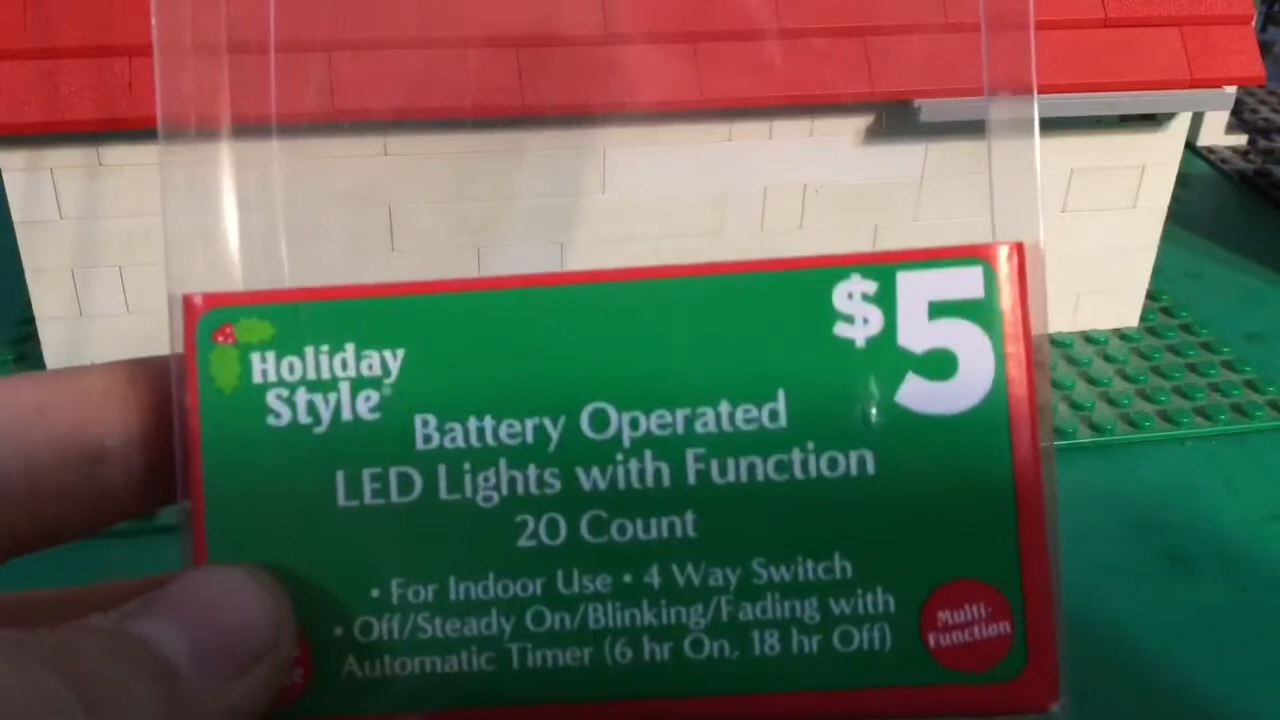 Holiday
Style®
$5
Battery Operated
LED Lights with Function
20 Count
• For Indoor Use • 4 Way Switch
• Off/Steady On/Blinking/Fading with
Automatic Timer (6 hr On, 18 hr Off)
Multi-
Function